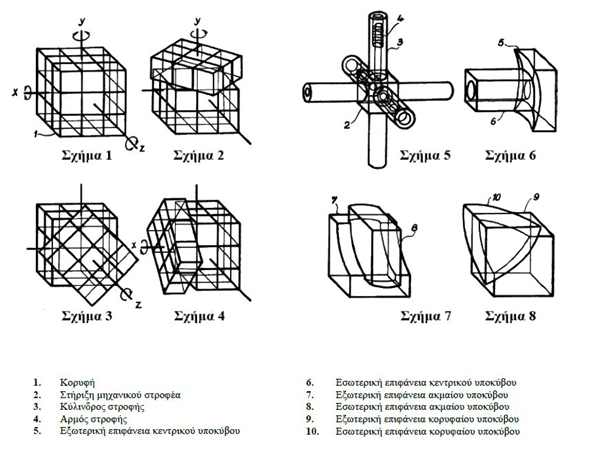 y
x
1
z
Σχήμα 1
y
Σχήμα 2
4
3
2
Σχήμα 5
5
6
Σχήμα 6
z
Σχήμα 3
x
Σχήμα 4
7
8
Σχήμα 7
10
9
Σχήμα 8
1. Κορυφή
2. Στήριξη μηχανικού στροφέα
3. Κύλινδρος στροφής
4. Αρμός στροφής
5. Εξωτερική επιφάνεια κεντρικού υποκύβου
6. Εσωτερική επιφάνεια κεντρικού υποκύβου
7. Εξωτερική επιφάνεια ακμαίου υποκύβου
8. Εσωτερική επιφάνεια ακμαίου υποκύβου
9. Εξωτερική επιφάνεια κορυφαίου υποκύβου
10. Εσωτερική επιφάνεια κορυφαίου υποκύβου